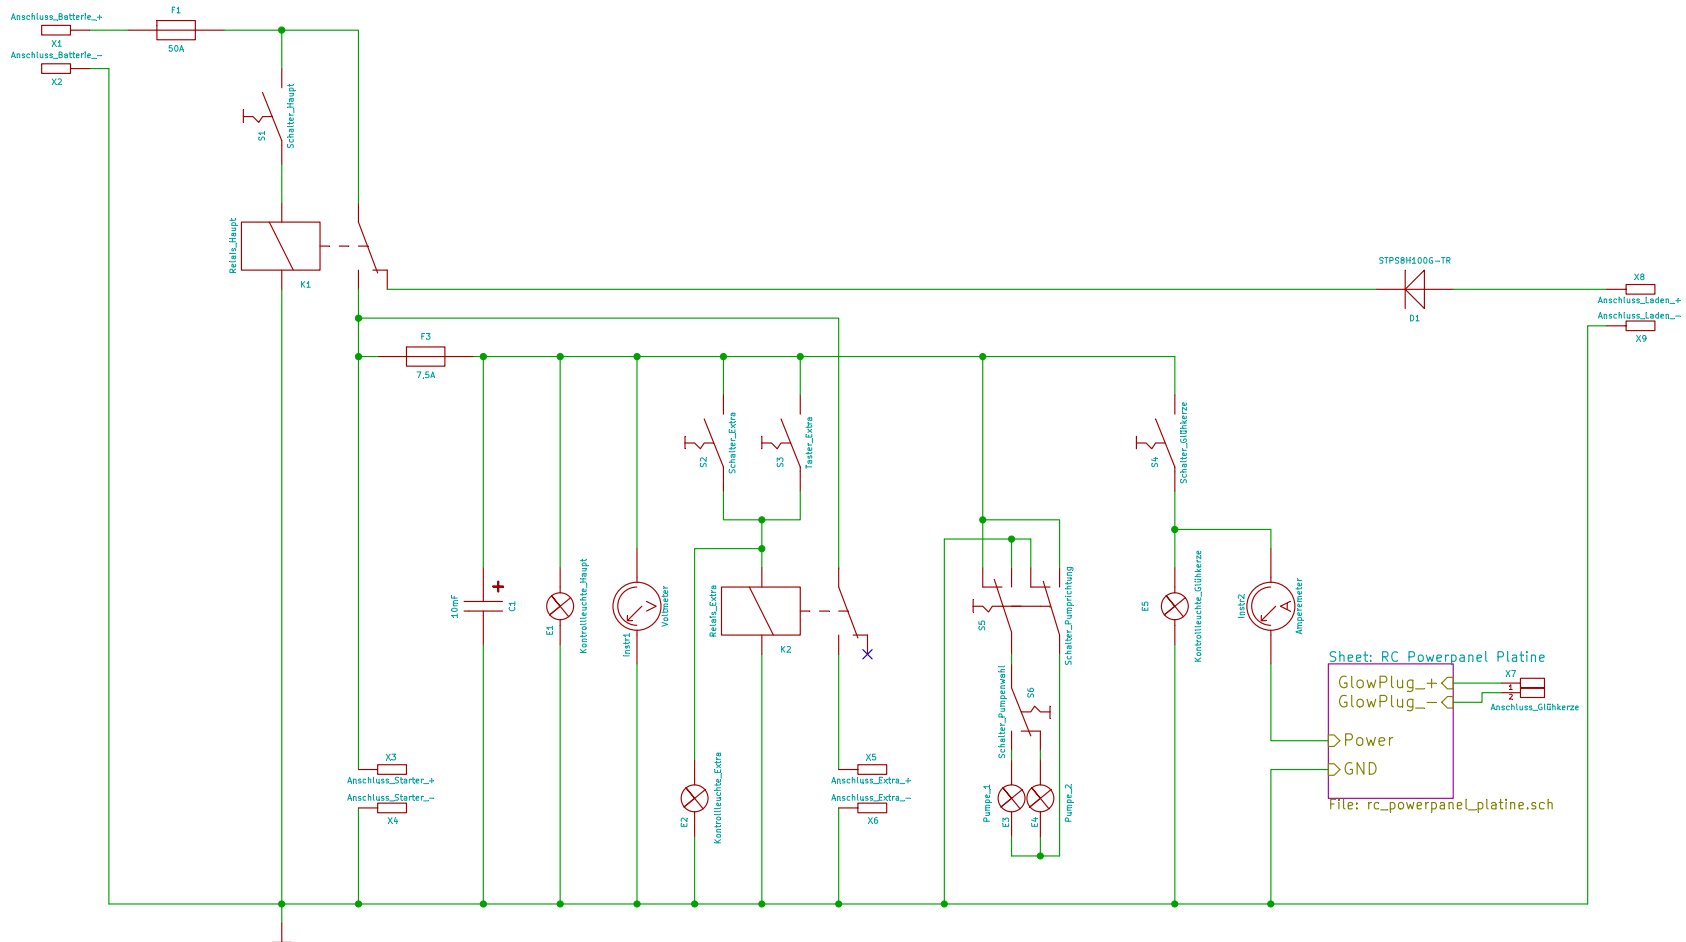 Anschluss_Batterie_+
X1
Anschluss_Batterie_-
X2
F1
50A
S1
Schalter_Haupt
Relais_Haupt
K1
STPS8H100G-TR
D1
X8
Anschluss_Laden_+
Anschluss_Laden_-
X9
F3
7,5A
S2
Schalter_Extra
S3
Taster_Extra
S4
Schalter_Glühkerze
10mF
+
C1
E1
Kontrollleuchte_Haupt
Instr1
V
Voltmeter
Relais_Extra
K2
S5
Schalter_Pumprichtung
E5
Kontrollleuchte_Glühkerze
Instr2
A
Amperemeter
Schalter_Pumpenwahl
S6
Sheet: RC Powerpanel Platine
GlowPlug_+
GlowPlug_-
Power
GND
File: rc_powerpanel_platine.sch
X7
1
2
Anschluss_Glühkerze
X3
Anschluss_Starter_+
Anschluss_Starter_-
X4
E2
Kontrollleuchte_Extra
X5
Anschluss_Extra_+
Anschluss_Extra_-
X6
Pumpe_1
E3
E4
Pumpe_2